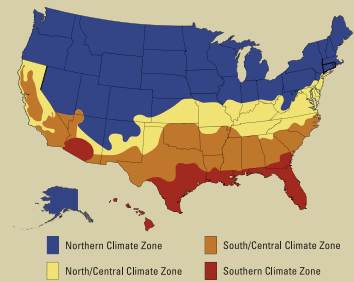 Northern Climate Zone
South/Central Climate Zone
North/Central Climate Zone
Southern Climate Zone